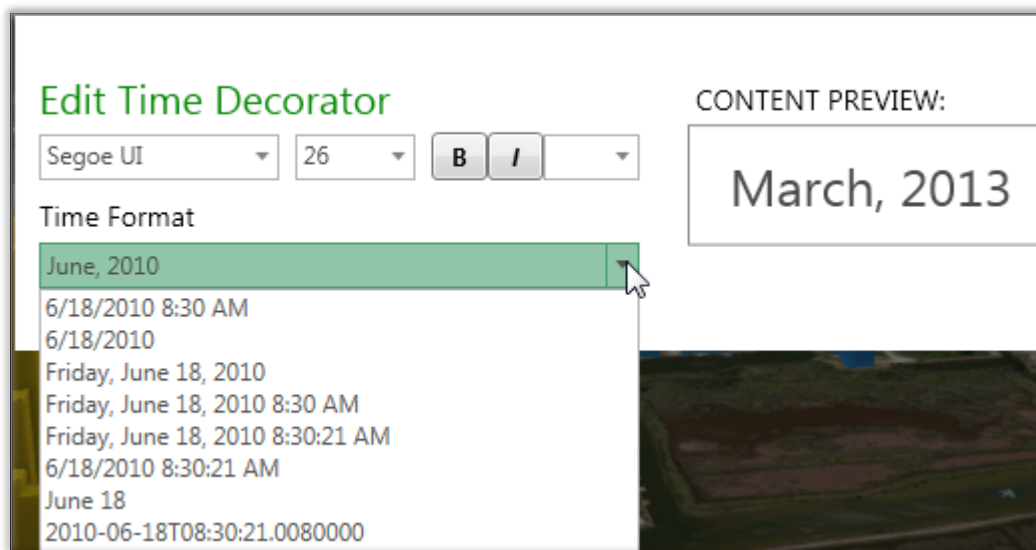 Edit Time Decorator
Segoe UI
26
B
I
Time Format
June, 2010
6/18/2010 8:30 AM
6/18/2010
Friday, June 18, 2010
Friday, June 18, 2010 8:30 AM
Friday, June 18, 2010 8:30:21 AM
6/18/2010 8:30:21 AM
June 18
2010-06-18T08:30:21.0080000
CONTENT PREVIEW:
March, 2013